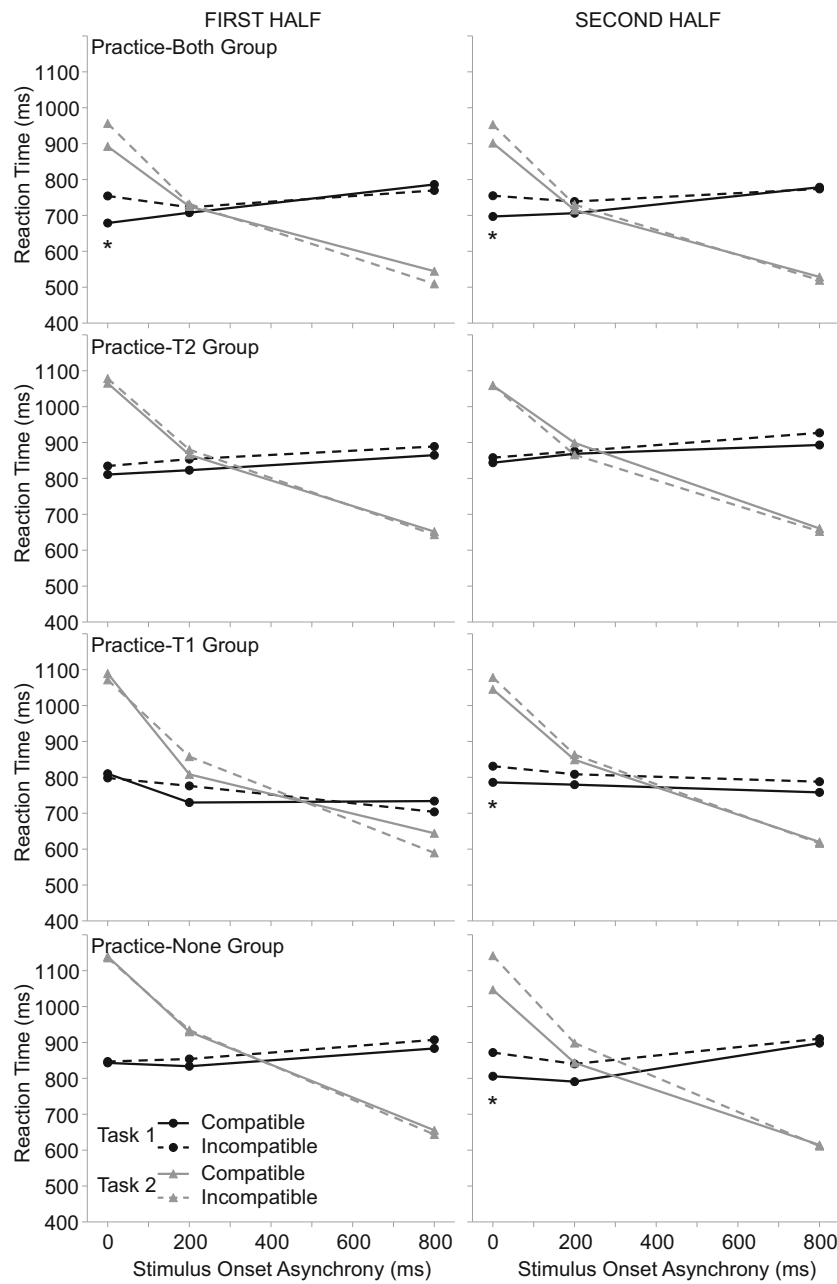 FIRST HALF SECOND HALF
Practice-Both Group
Reaction Time (ms)
1100
1000
900
800
700
600
500
400
*
*
Practice-T2 Group
Reaction Time (ms)
1100
1000
900
800
700
600
500
400
Practice-T1 Group
Reaction Time (ms)
1100
1000
900
800
700
600
500
400
*
Practice-None Group
Reaction Time (ms)
1100
1000
900
800
700
600
500
400
*
Task 1
Compatible
Incompatible
Task 2
Compatible
Incompatible
0 200 400 600 800 0 200 400 600 800
Stimulus Onset Asynchrony (ms) Stimulus Onset Asynchrony (ms)